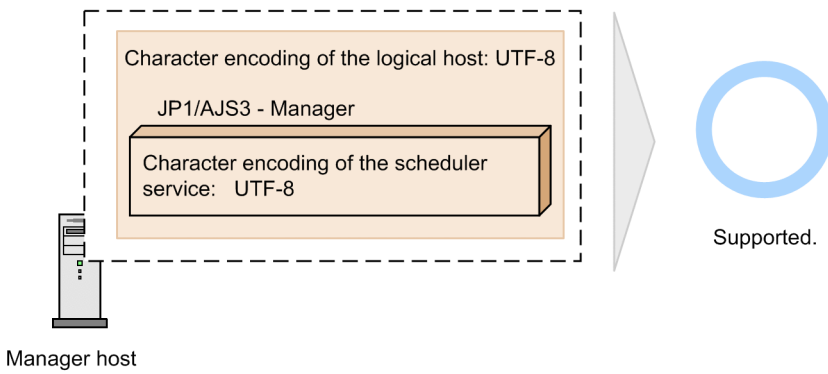 Character encoding of the logical host: UTF-8
JP1/AJS3 - Manager
Character encoding of the scheduler
service: UTF-8
Supported.
Manager host